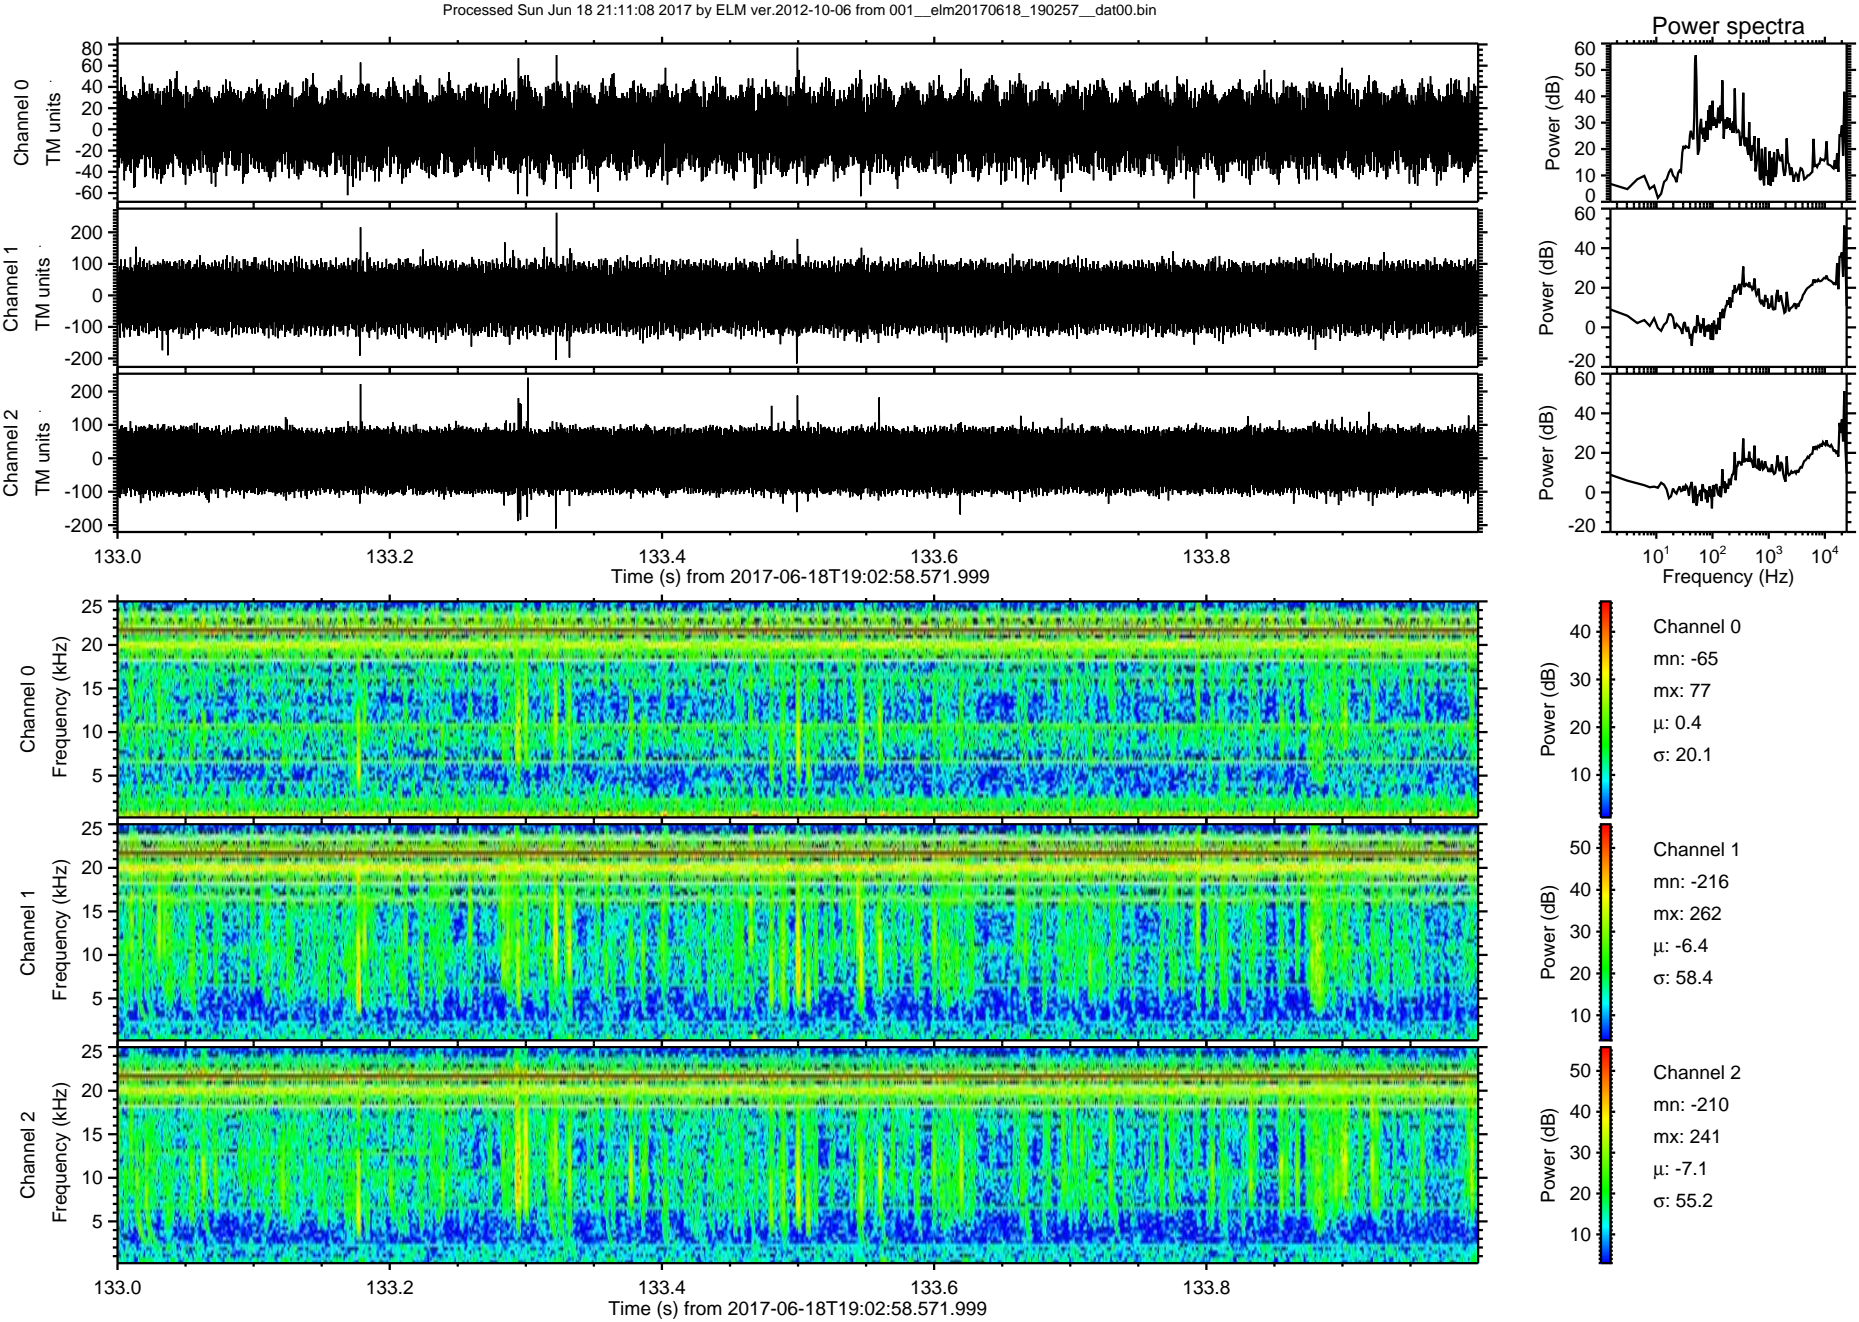 Processed Sun Jun 18 21:11:08 2017 by ELM ver.2012-10-06 from 001__elm20170618_190257__dat00.bin
Power spectra
Channel 0
TM units
80
60
40
20
0
-20
-40
-60
Power (dB)
60
50
40
30
20
10
0
Channel 1
TM units
200
100
0
-100
-200
Power (dB)
60
40
20
0
-20
Channel 2
TM units
200
100
0
-100
-200
Power (dB)
60
40
20
0
-20
133.0 133.2 133.4 133.6 133.8
Time (s) from 2017-06-18T19:02:58.571.999
10¹ 10² 10³ 10⁴
Frequency (Hz)
Channel 0
Frequency (kHz)
25
20
15
10
5
Power (dB)
40
30
20
10
Channel 0
mn: -65
mx: 77
μ: 0.4
σ: 20.1
Channel 1
Frequency (kHz)
25
20
15
10
5
Power (dB)
50
40
30
20
10
Channel 1
mn: -216
mx: 262
μ: -6.4
σ: 58.4
Channel 2
Frequency (kHz)
25
20
15
10
5
Power (dB)
50
40
30
20
10
Channel 2
mn: -210
mx: 241
μ: -7.1
σ: 55.2
133.0 133.2 133.4 133.6 133.8
Time (s) from 2017-06-18T19:02:58.571.999